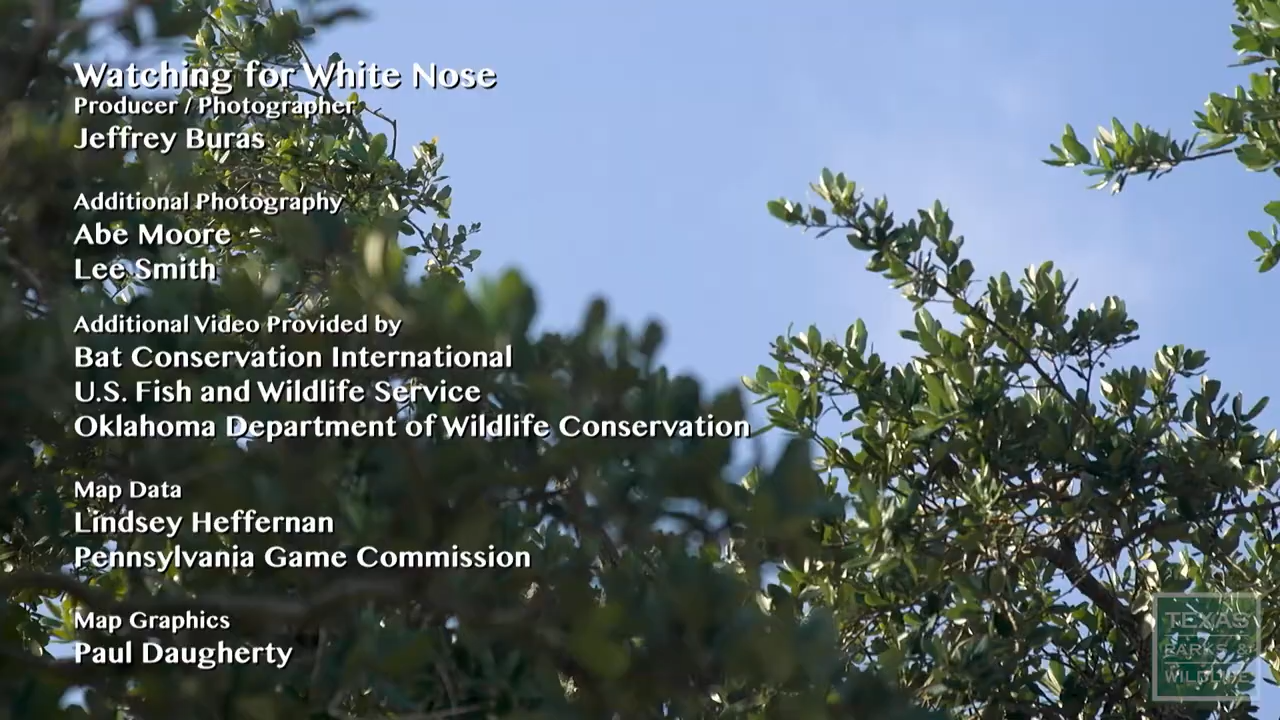 Watching for White Nose
Producer / Photographer
Jeffrey Buras
Additional Photography
Abe Moore
Lee Smith
Additional Video Provided by
Bat Conservation International
U.S. Fish and Wildlife Service
Oklahoma Department of Wildlife Conservation
Map Data
Lindsey Heffernan
Pennsylvania Game Commission
Map Graphics
Paul Daugherty
TEXAS
PARKS &
WILDLIFE